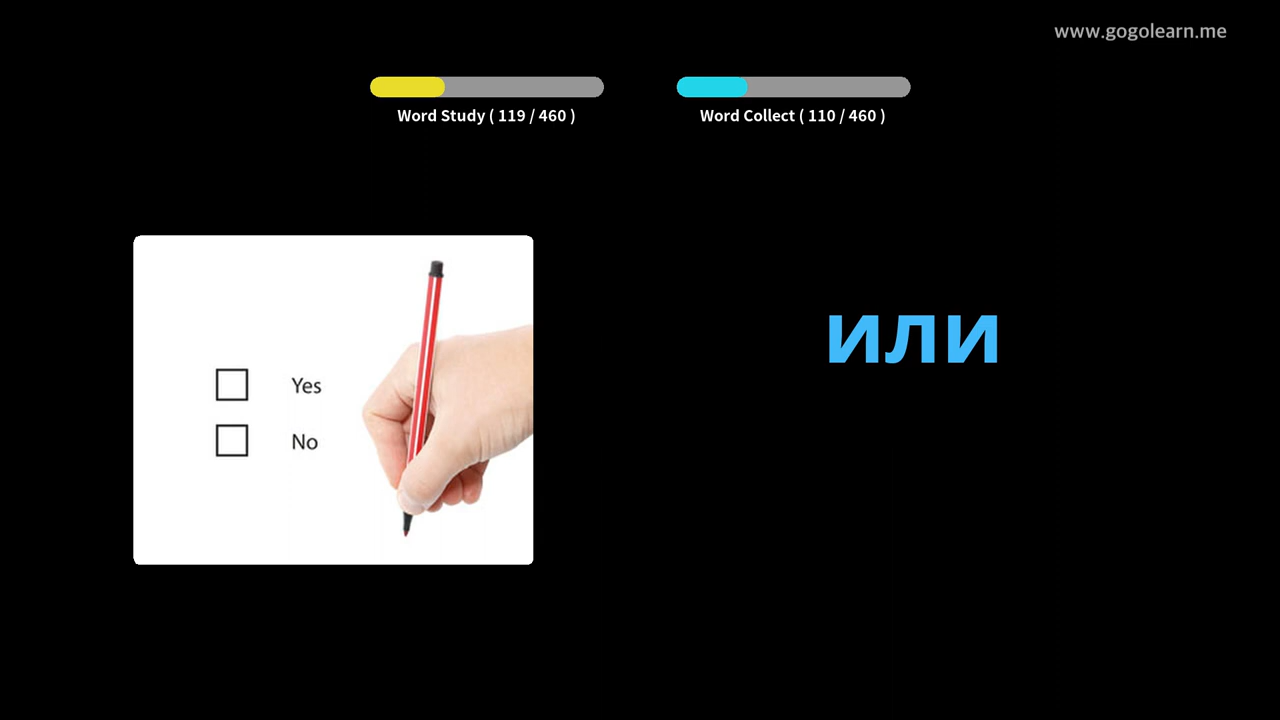 www.gogolearn.me
Word Study ( 119 / 460 )
Word Collect ( 110 / 460 )
или
Yes
No